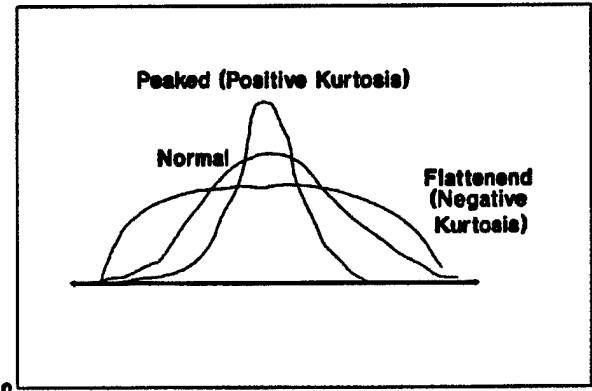 Peaked (Positive Kurtosis)
Normal
Flattenend
(Negative
Kurtosis)